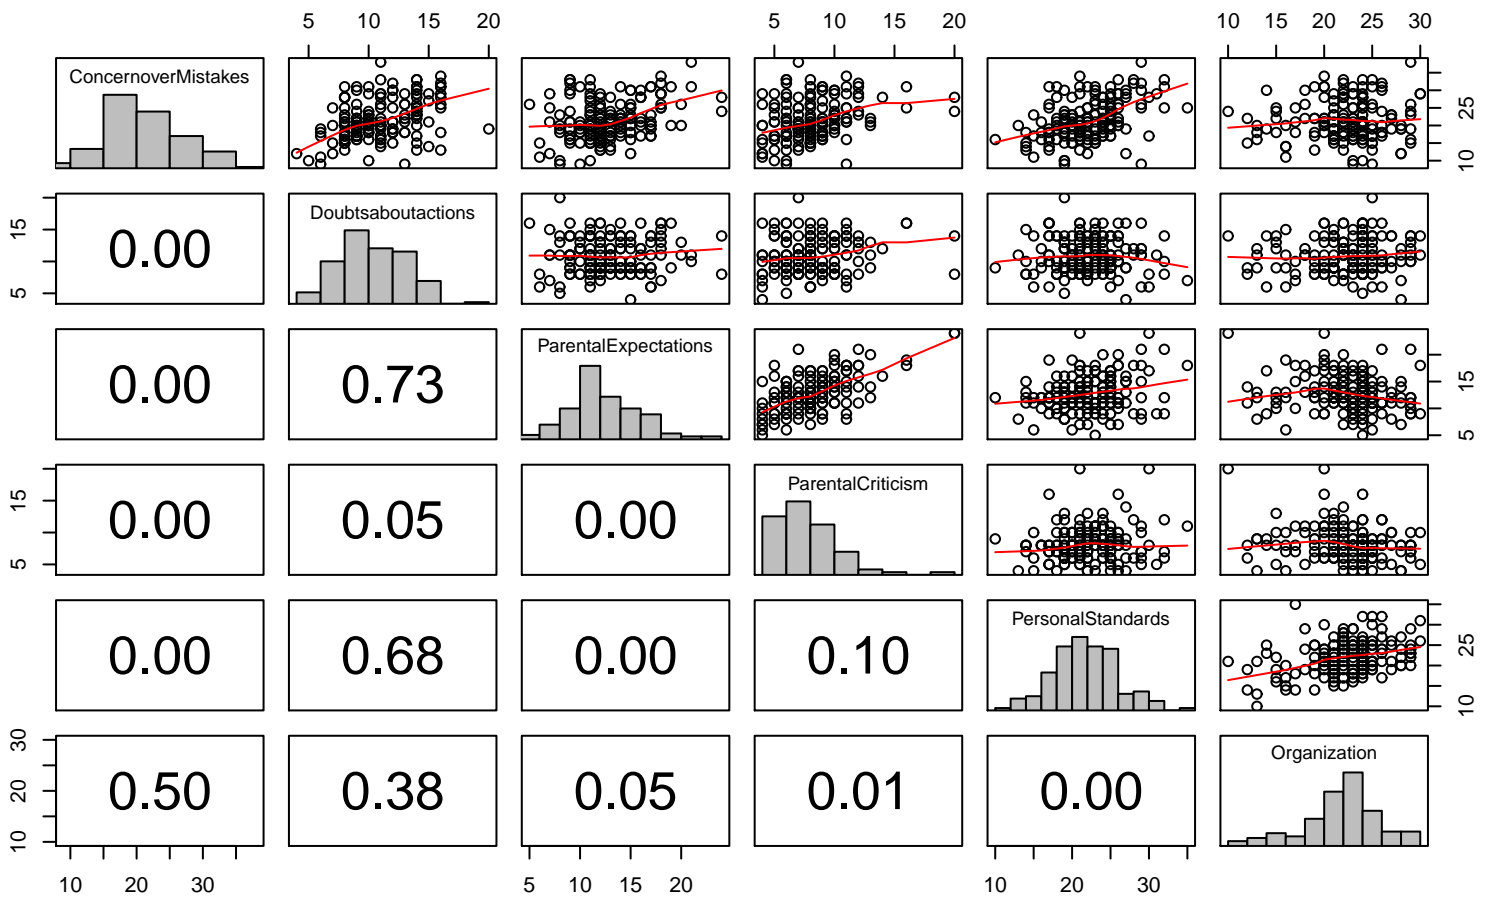 5 10 15 20 5 10 15 20 10 15 20 25 30
ConcernoverMistakes
10 25
15 5
0.00
Doubtsaboutactions
0.00
0.73
ParentalExpectations
5 15
15 5
0.00
0.05
0.00
ParentalCriticism
0.00
0.68
0.00
0.10
PersonalStandards
10 25
30 20 10
0.50
0.38
0.05
0.01
0.00
Organization
10 20 30 5 10 15 20 10 20 30